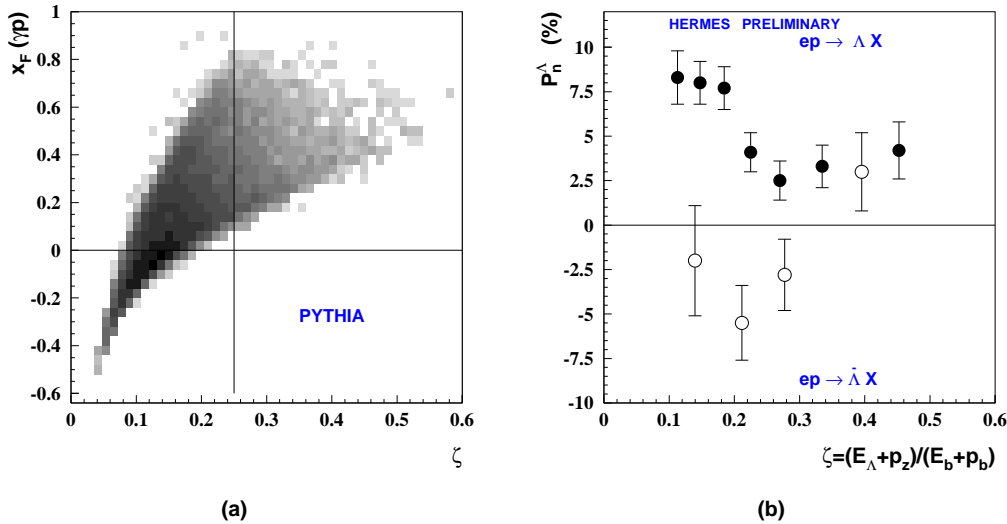 x_F (γp)
1
0.8
0.6
0.4
0.2
0
-0.2
-0.4
-0.6
0 0.1 0.2 0.3 0.4 0.5 0.6
PYTHIA
ζ
(a)
P_n^Λ (%)
HERMES PRELIMINARY
ep → Λ X
10
7.5
5
2.5
0
-2.5
-5
-7.5
-10
ep → Λ̄ X
0 0.1 0.2 0.3 0.4 0.5 0.6
ζ=(E_Λ+p_z)/(E_b+p_b)
(b)